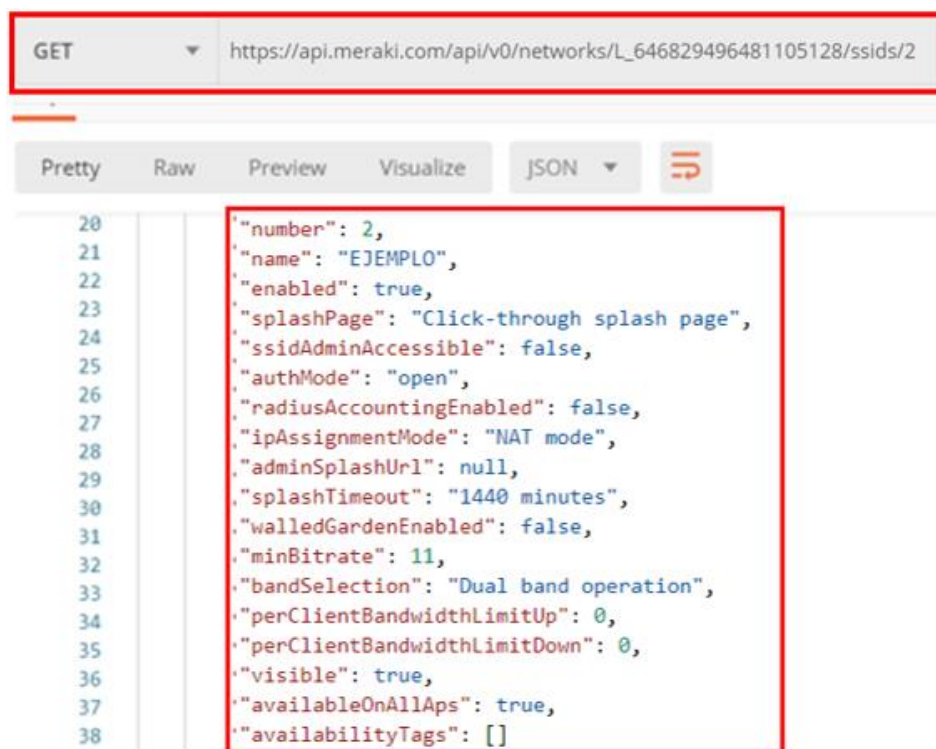 GET https://api.meraki.com/api/v0/networks/L_646829496481105128/ssids/2
Pretty Raw Preview Visualize JSON
20 "number": 2,
21 "name": "EJEMPLO",
22 "enabled": true,
23 "splashPage": "Click-through splash page",
24 "ssidAdminAccessible": false,
25 "authMode": "open",
26 "radiusAccountingEnabled": false,
27 "ipAssignmentMode": "NAT mode",
28 "adminSplashUrl": null,
29 "splashTimeout": "1440 minutes",
30 "walledGardenEnabled": false,
31 "minBitrate": 11,
32 "bandSelection": "Dual band operation",
33 "perClientBandwidthLimitUp": 0,
34 "perClientBandwidthLimitDown": 0,
35 "visible": true,
36 "availableOnAllAps": true,
37 "availabilityTags": []
38